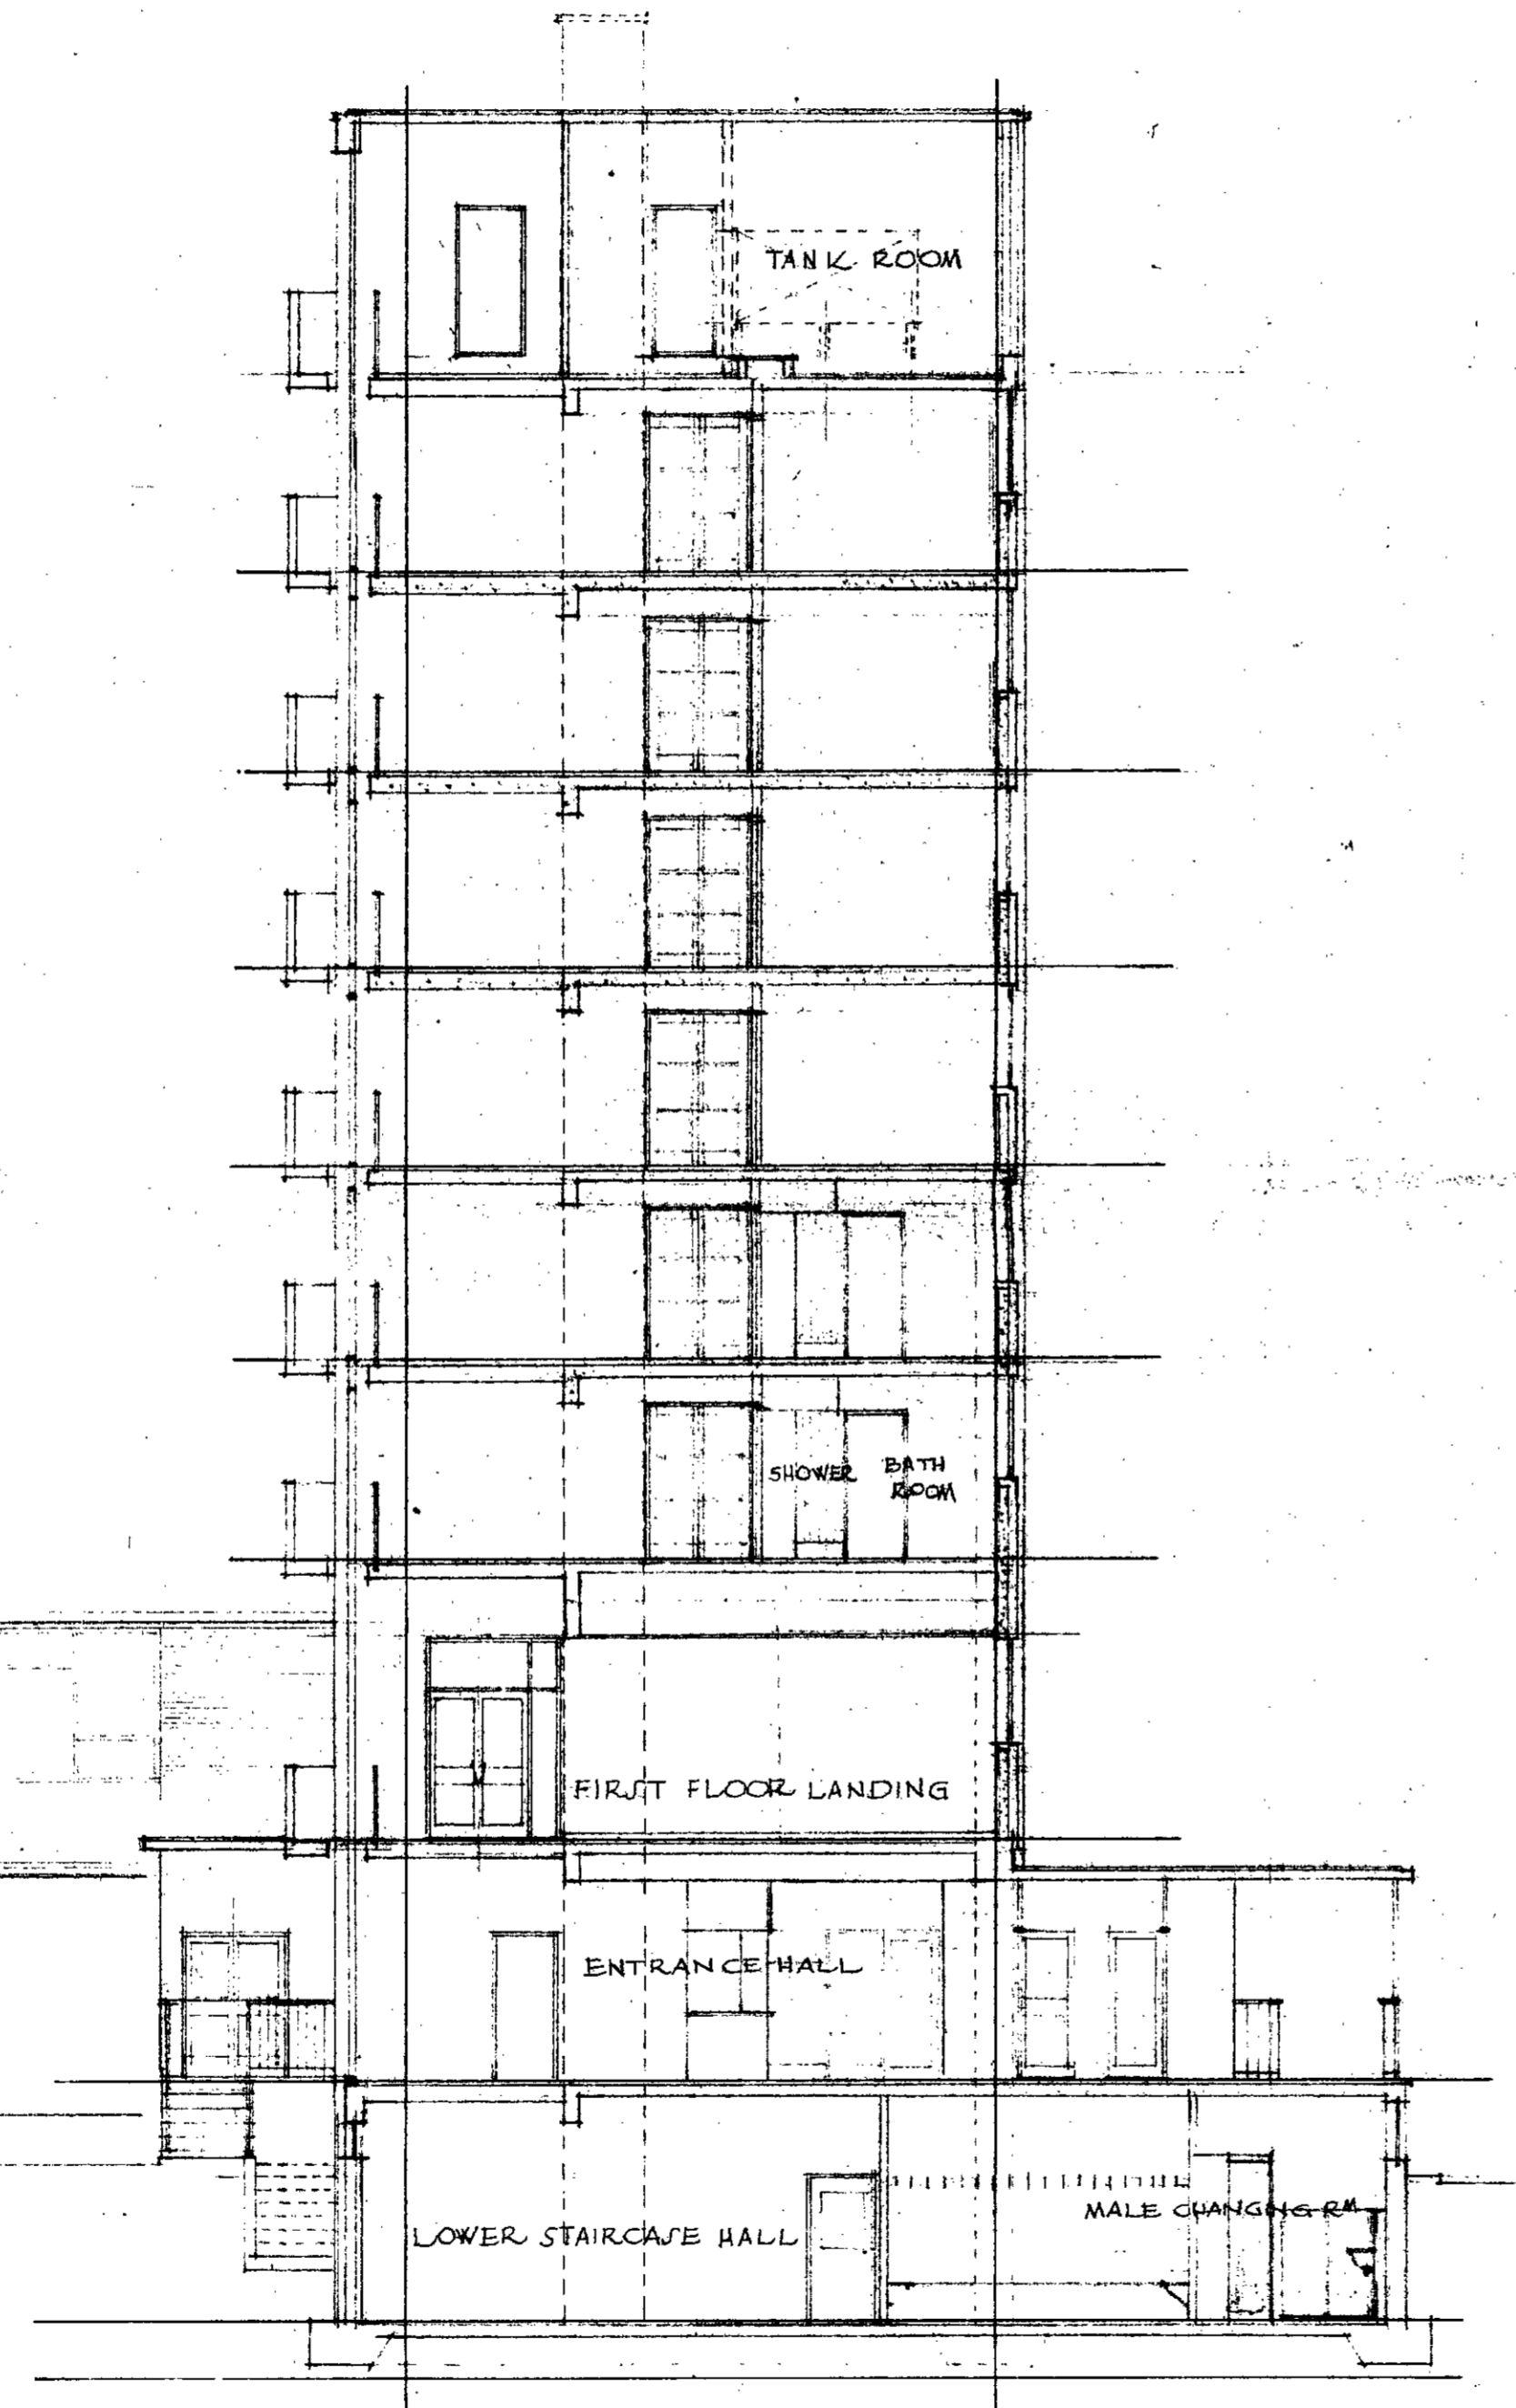 TANK ROOM
SHOWER
BATH
ROOM
FIRST FLOOR LANDING
ENTRANCE HALL
MALE CHANGING RM
LOWER STAIRCASE HALL